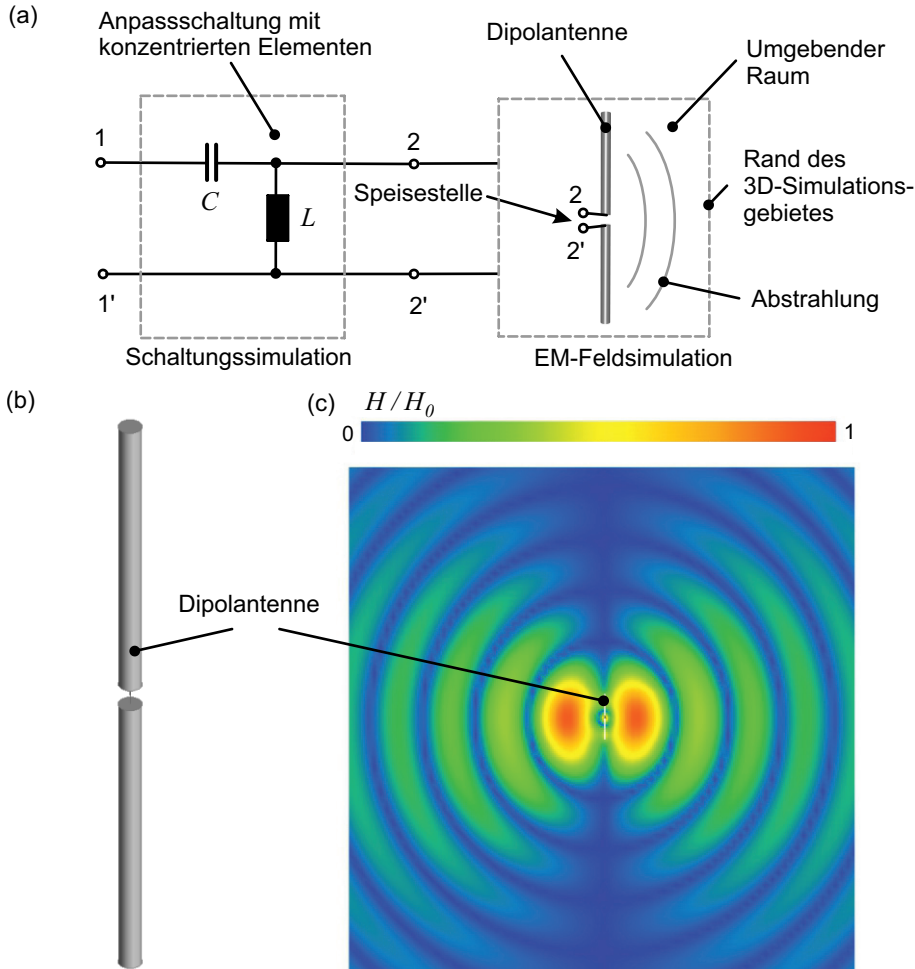 (a)
Anpassschaltung mit
konzentrierten Elementen
Dipolantenne
Umgebender
Raum
1
2
C
L
Speisestelle
2
2'
Rand des
3D-Simulations-
gebietes
1'
2'
Abstrahlung
Schaltungssimulation
EM-Feldsimulation
(b)
(c)
H/H0
0
1
Dipolantenne